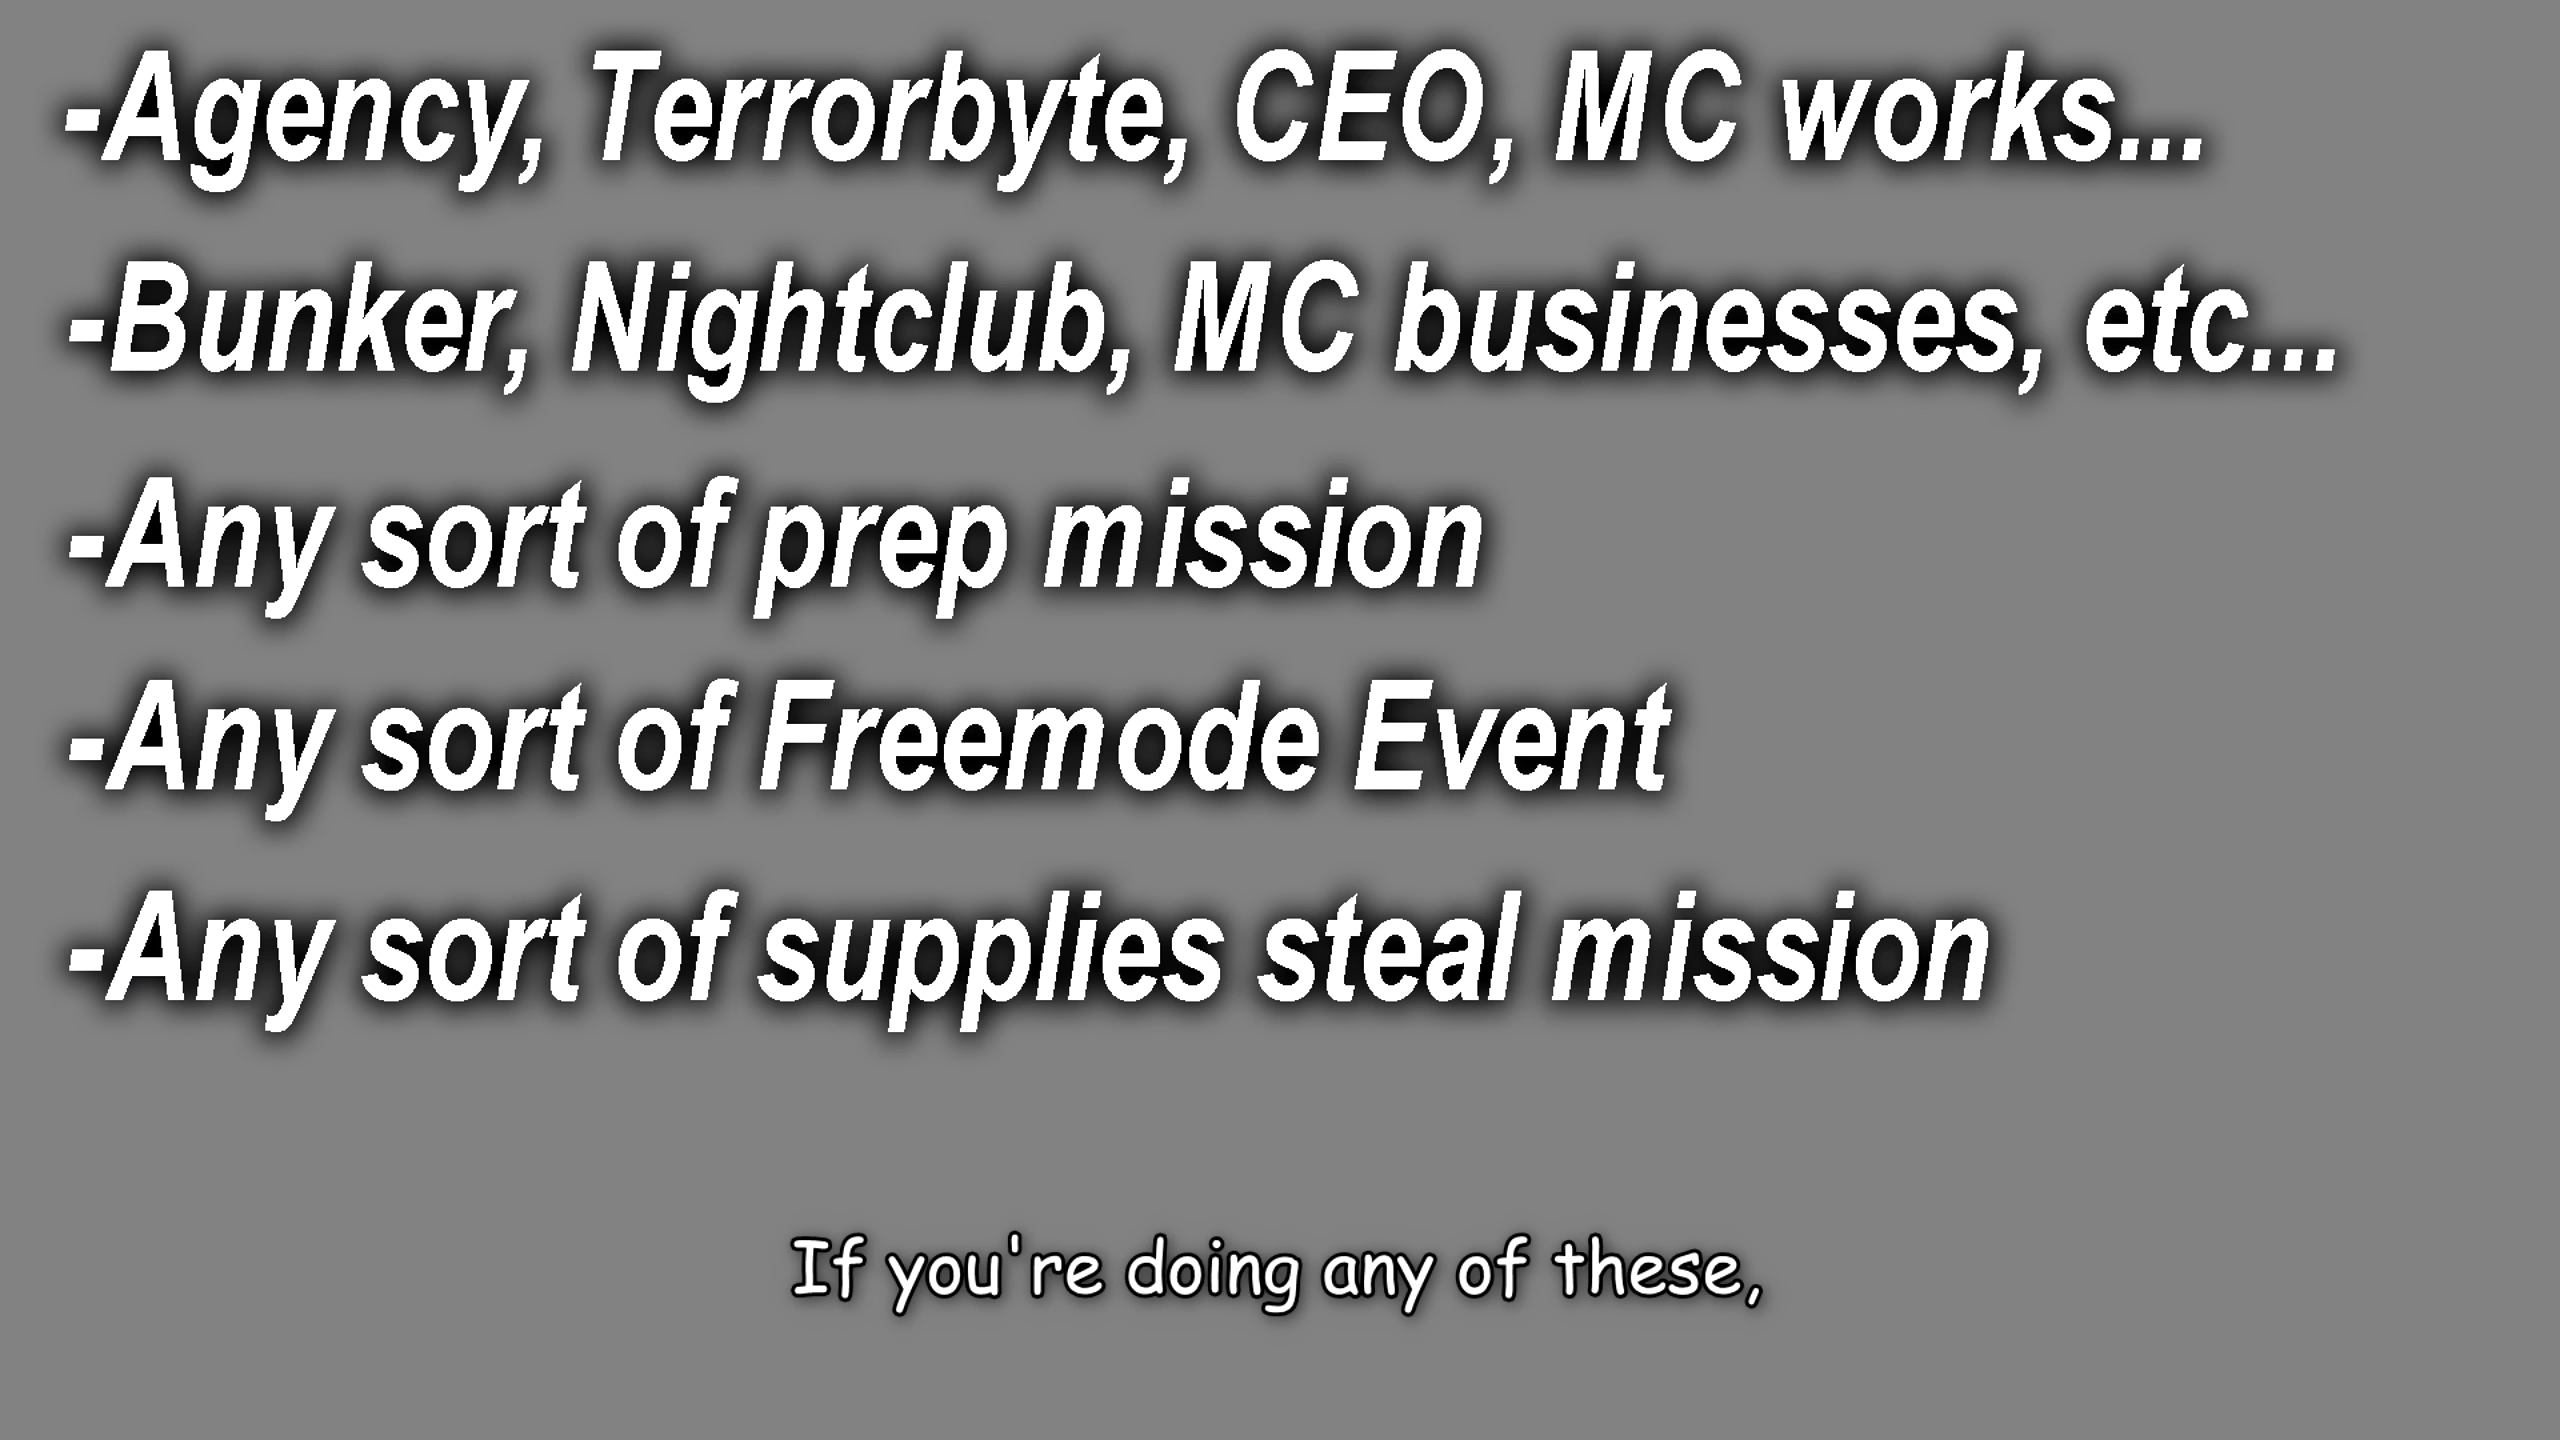 -Agency, Terrorbyte, CEO, MC works...
-Bunker, Nightclub, MC businesses, etc...
-Any sort of prep mission
-Any sort of Freemode Event
-Any sort of supplies steal mission
If you're doing any of these,